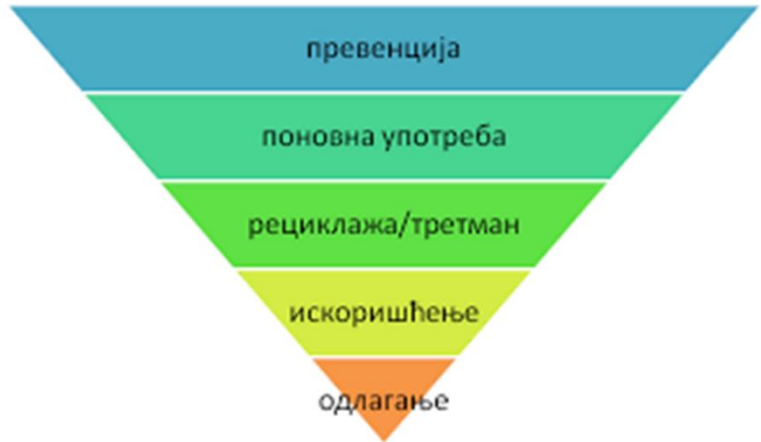 превенција
поновна употреба
рециклажа/третман
искоришћење
одлагање